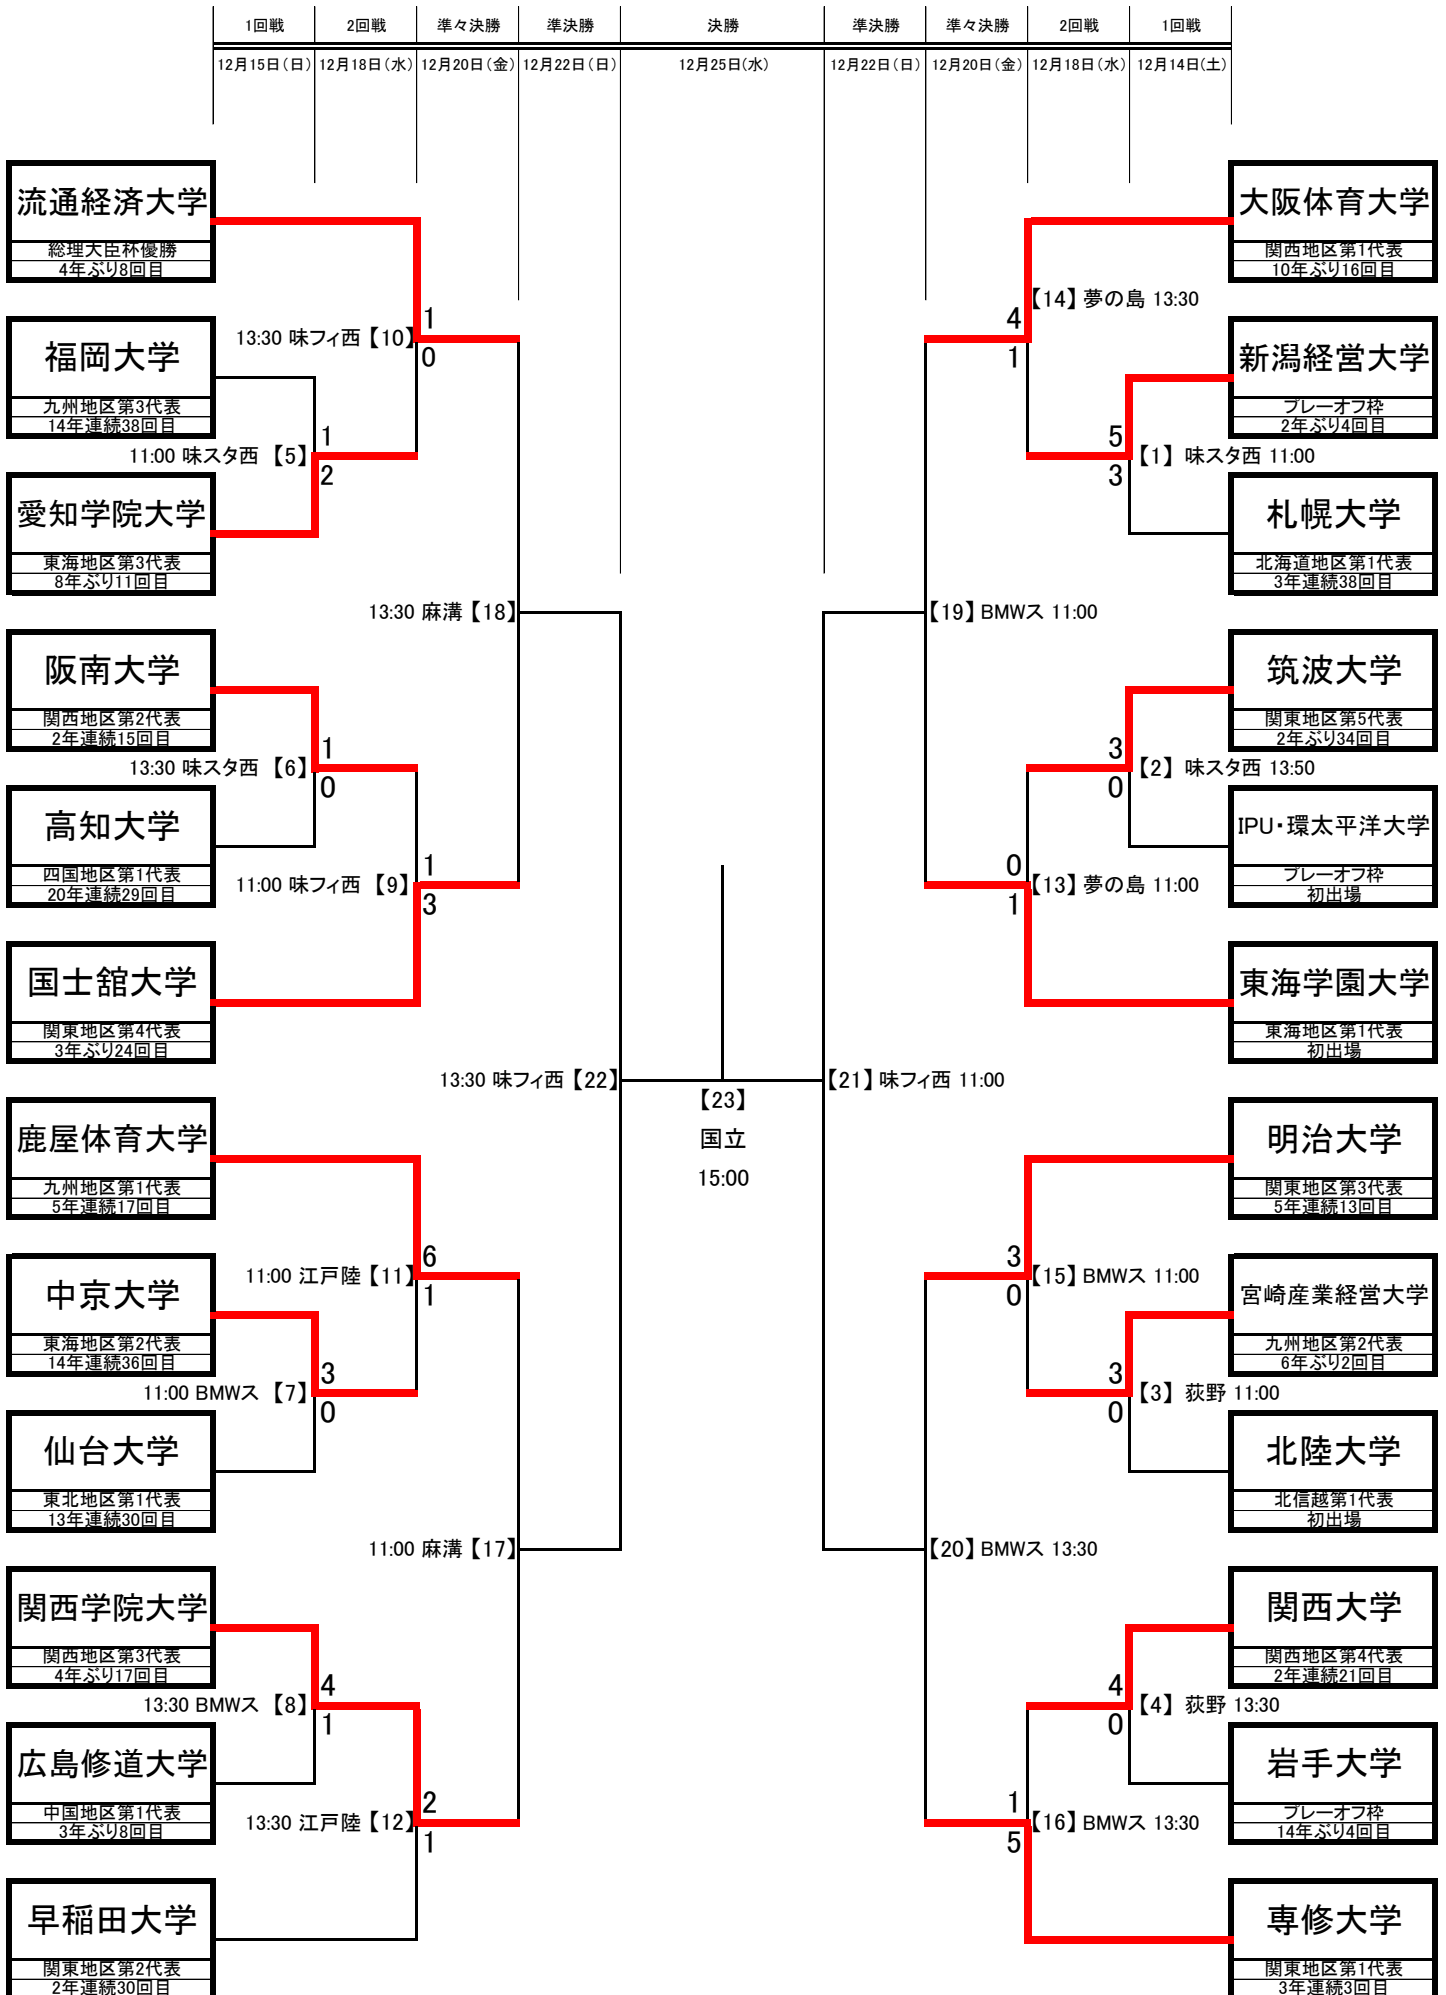 1回戦 2回戦 準々決勝 準決勝 決勝 準決勝 準々決勝 2回戦 1回戦
12月15日(日) 12月18日(水) 12月20日(金) 12月22日(日) 12月25日(水) 12月22日(日) 12月20日(金) 12月18日(水) 12月14日(土)
流通経済大学
総理大臣杯優勝
4年ぶり8回目
13:30 味フィ西【10】
1
0
福岡大学
九州地区第3代表
14年連続38回目
11:00 味スタ西 【5】
1
2
愛知学院大学
東海地区第3代表
8年ぶり11回目
13:30 麻溝【18】
阪南大学
関西地区第2代表
2年連続15回目
13:30 味スタ西 【6】
1
0
高知大学
四国地区第1代表
20年連続29回目
11:00 味フィ西 【9】
1
3
国士舘大学
関東地区第4代表
3年ぶり24回目
13:30 味フィ西【22】
鹿屋体育大学
九州地区第1代表
5年連続17回目
11:00 江戸陸【11】
6
1
中京大学
東海地区第2代表
14年連続36回目
11:00 BMWス 【7】
3
0
仙台大学
東北地区第1代表
13年連続30回目
11:00 麻溝【17】
関西学院大学
関西地区第3代表
4年ぶり17回目
13:30 BMWス 【8】
4
1
広島修道大学
中国地区第1代表
3年ぶり8回目
13:30 江戸陸【12】
2
1
早稲田大学
関東地区第2代表
2年連続30回目
【23】
国立
15:00
大阪体育大学
関西地区第1代表
10年ぶり16回目
【14】夢の島 13:30
4
1
新潟経営大学
プレーオフ枠
2年ぶり4回目
5
3
【1】 味スタ西 11:00
札幌大学
北海道地区第1代表
3年連続38回目
【19】BMWス 11:00
筑波大学
関東地区第5代表
2年ぶり34回目
3
0
【2】 味スタ西 13:50
IPU・環太平洋大学
プレーオフ枠
初出場
0
1
【13】夢の島 11:00
東海学園大学
東海地区第1代表
初出場
【21】味フィ西 11:00
明治大学
関東地区第3代表
5年連続13回目
3
0
【15】BMWス 11:00
宮崎産業経営大学
九州地区第2代表
6年ぶり2回目
3
0
【3】 荻野 11:00
北陸大学
北信越第1代表
初出場
【20】BMWス 13:30
関西大学
関西地区第4代表
2年連続21回目
4
0
【4】 荻野 13:30
岩手大学
プレーオフ枠
14年ぶり4回目
1
5
【16】BMWス 13:30
専修大学
関東地区第1代表
3年連続3回目